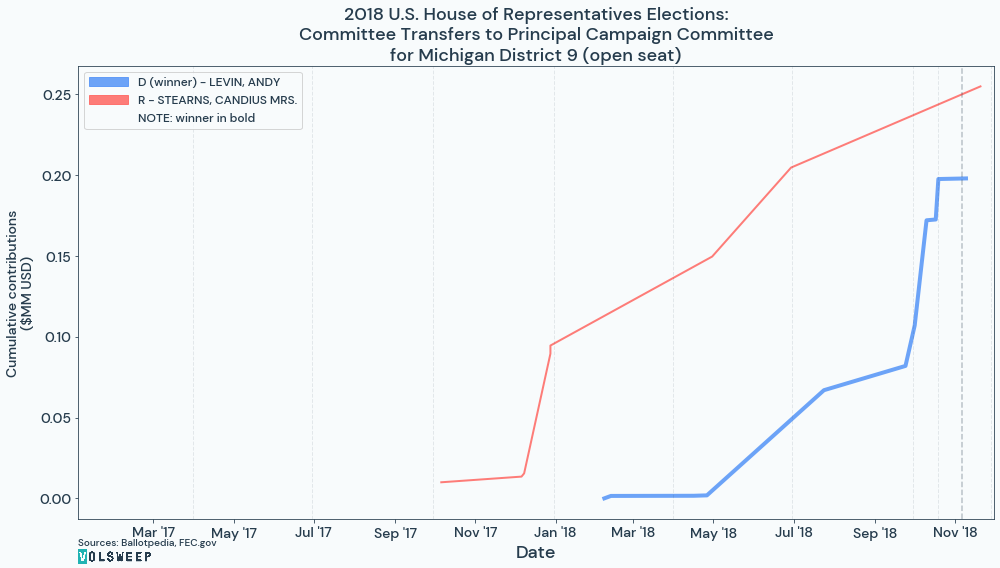 2018 U.S. House of Representatives Elections:
Committee Transfers to Principal Campaign Committee
for Michigan District 9 (open seat)
D (winner) - LEVIN, ANDY
R - STEARNS, CANDIUS MRS.
NOTE: winner in bold
Cumulative contributions
($MM USD)
0.25
0.20
0.15
0.10
0.05
0.00
Mar '17 May '17 Jul '17 Sep '17 Nov '17 Jan '18 Mar '18 May '18 Jul '18 Sep '18 Nov '18
Date
Sources: Ballotpedia, FEC.gov
VOLSWEEP